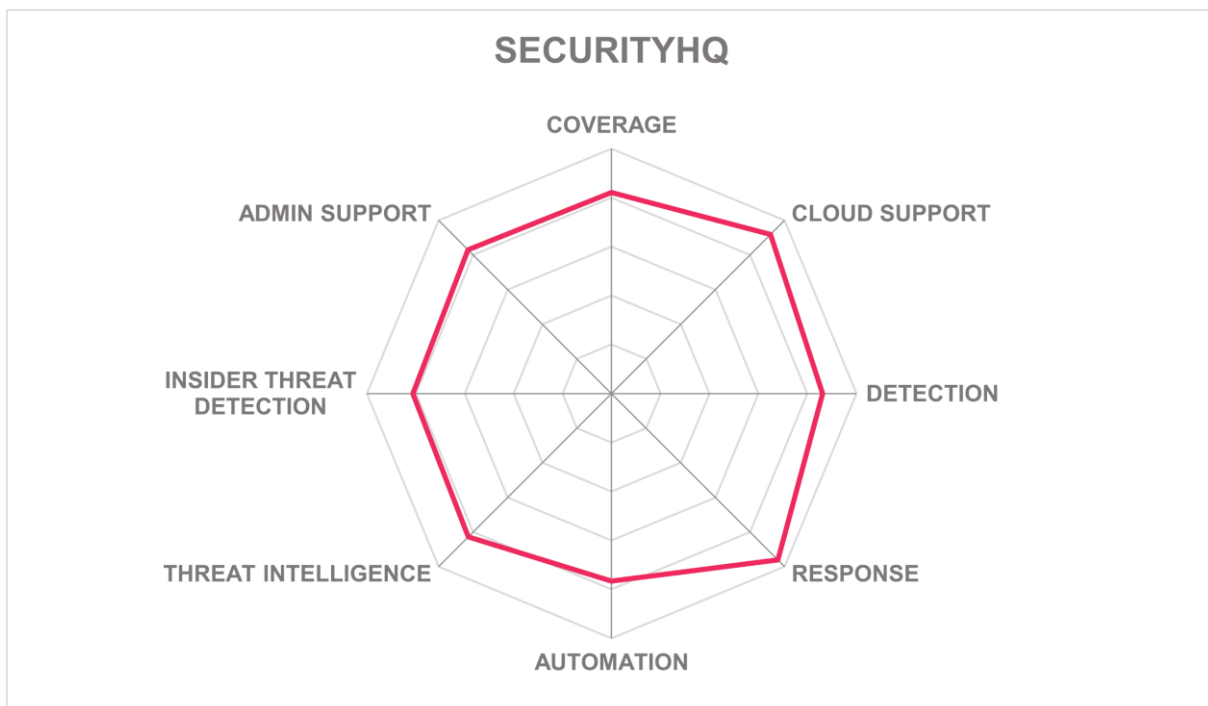 SECURITYHQ
COVERAGE
ADMIN SUPPORT
CLOUD SUPPORT
INSIDER THREAT
DETECTION
DETECTION
THREAT INTELLIGENCE
RESPONSE
AUTOMATION